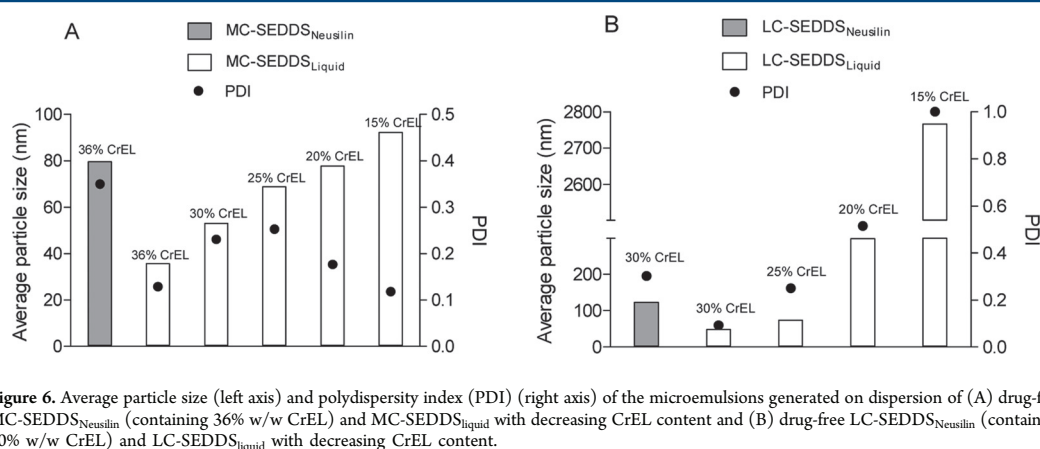 A
MC-SEDDSNeusilin
MC-SEDDSLiquid
PDI
Average particle size (nm)
100
80
60
40
20
0
36% CrEL
36% CrEL
30% CrEL
25% CrEL
20% CrEL
15% CrEL
0.5
0.4
0.3
0.2
0.1
0.0
PDI
B
LC-SEDDSNeusilin
LC-SEDDSLiquid
PDI
Average particle size (nm)
2800
2700
2600
200
100
0
30% CrEL
30% CrEL
25% CrEL
20% CrEL
15% CrEL
1.0
0.8
0.6
0.4
0.2
0.0
PDI
igure 6. Average particle size (left axis) and polydispersity index (PDI) (right axis) of the microemulsions generated on dispersion of (A) drug-f
MC-SEDDSNeusilin (containing 36% w/w CrEL) and MC-SEDDSliquid with decreasing CrEL content and (B) drug-free LC-SEDDSNeusilin (contain
0% w/w CrEL) and LC-SEDDSliquid with decreasing CrEL content.